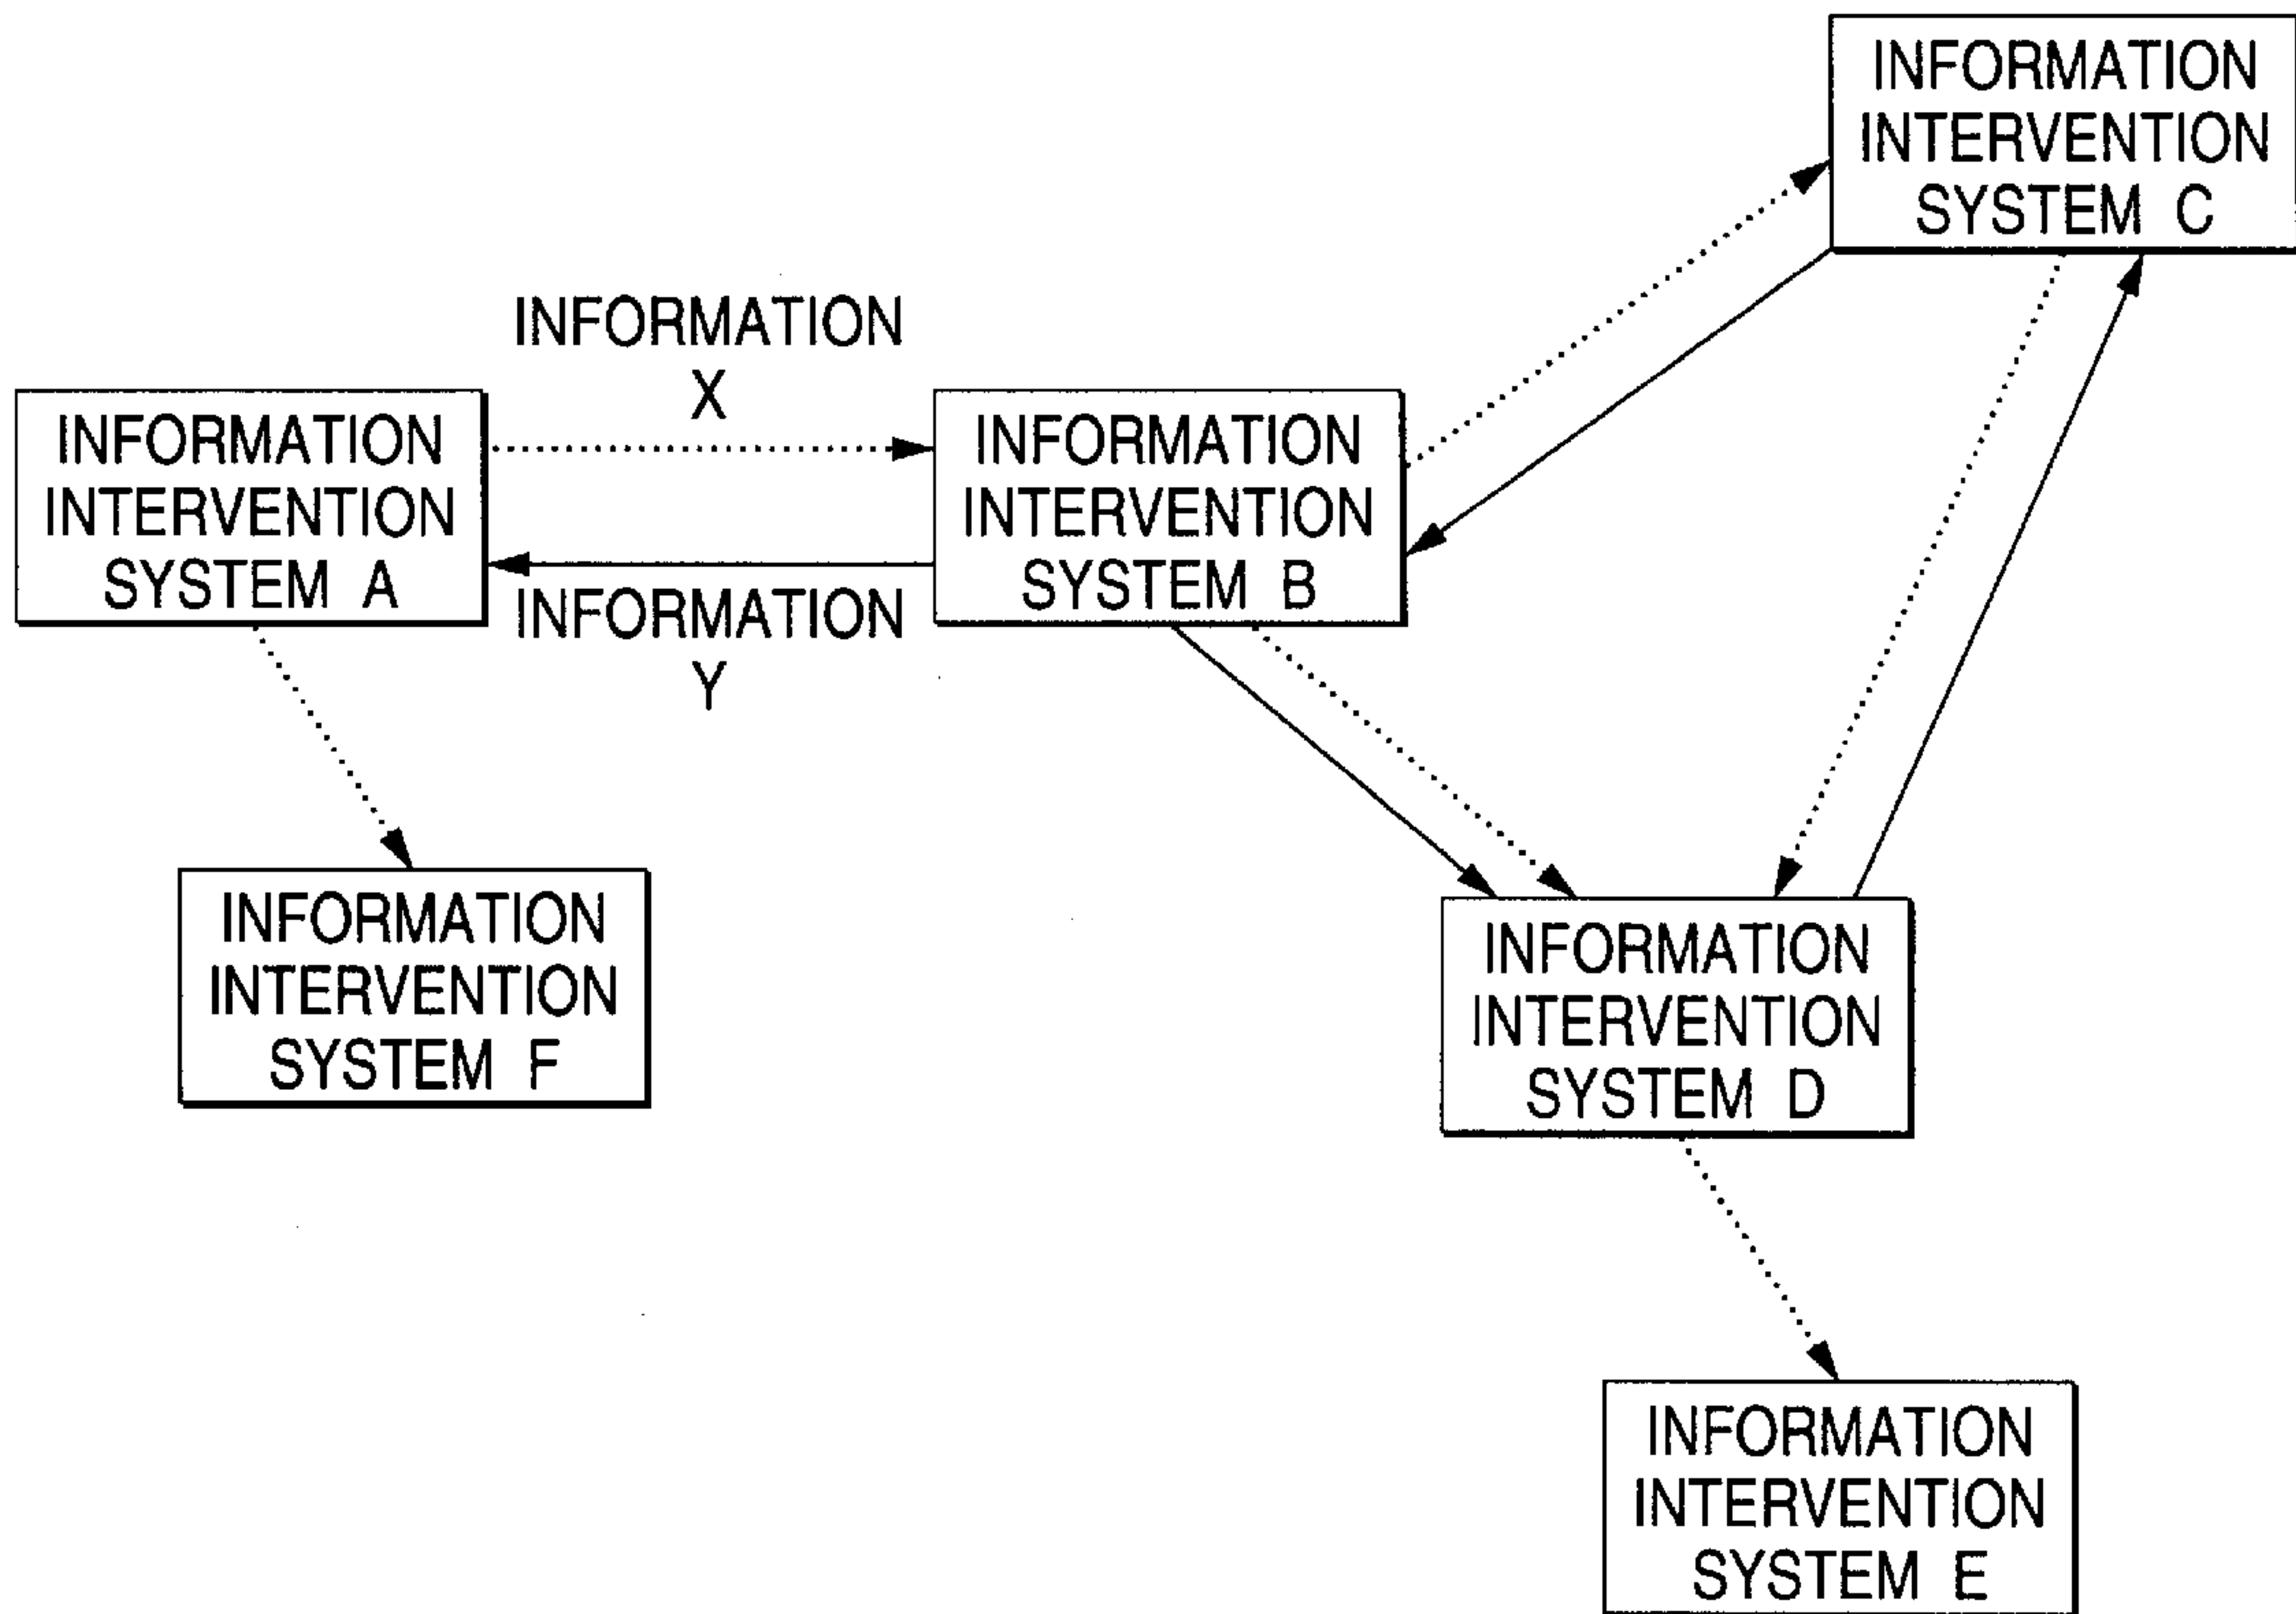 INFORMATION
INTERVENTION
SYSTEM C
INFORMATION
X
INFORMATION
INTERVENTION
SYSTEM A
INFORMATION
INTERVENTION
SYSTEM B
INFORMATION
Y
INFORMATION
INTERVENTION
SYSTEM F
INFORMATION
INTERVENTION
SYSTEM D
INFORMATION
INTERVENTION
SYSTEM E